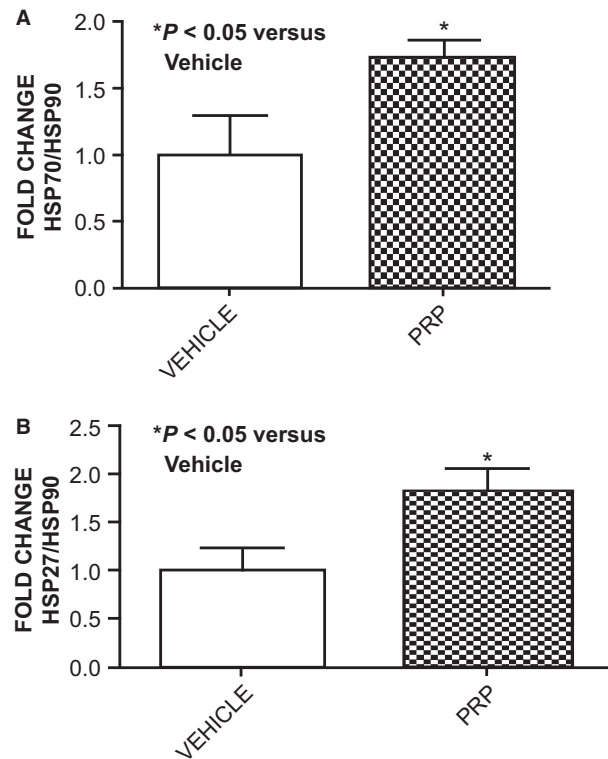 A
*P < 0.05 versus
Vehicle
*
FOLD CHANGE
HSP70/HSP90
2.0
1.5
1.0
0.5
0.0
VEHICLE
PRP
B
*P < 0.05 versus
Vehicle
*
FOLD CHANGE
HSP27/HSP90
2.5
2.0
1.5
1.0
0.5
0.0
VEHICLE
PRP